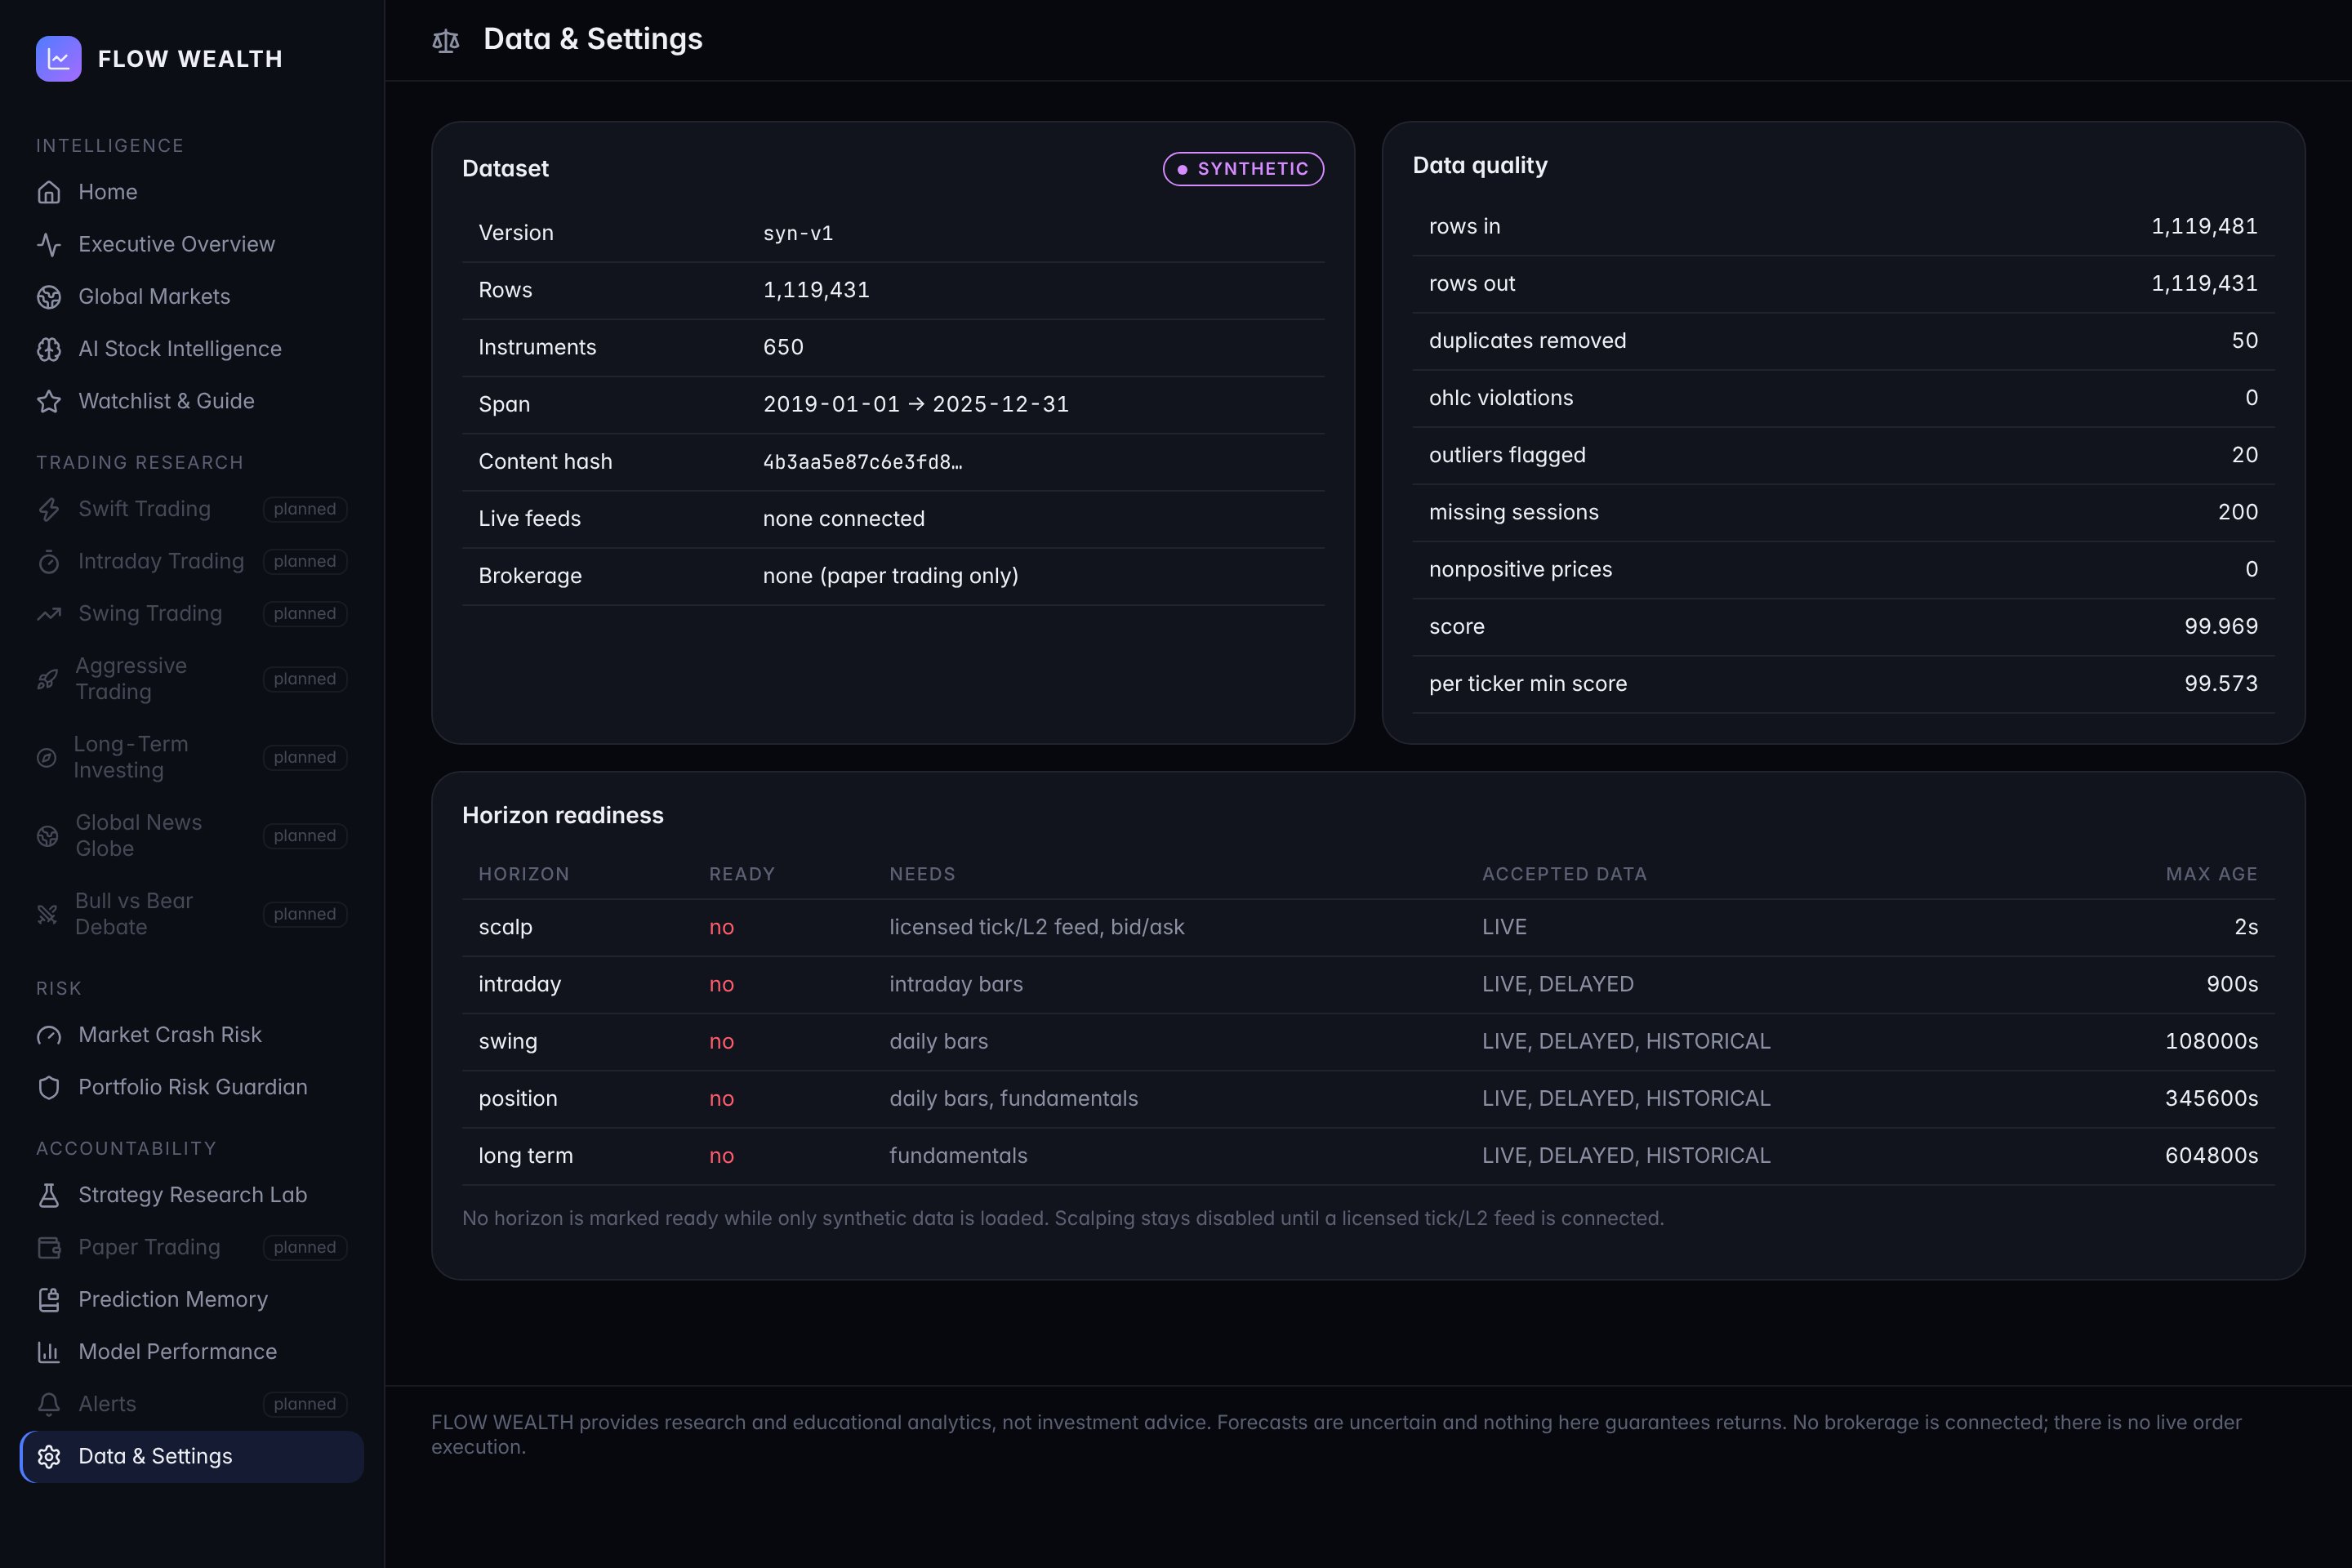 FLOW WEALTH
INTELLIGENCE
Home
Executive Overview
Global Markets
AI Stock Intelligence
Watchlist & Guide
TRADING RESEARCH
Swift Trading planned
Intraday Trading planned
Swing Trading planned
Aggressive
Trading
planned
Long-Term
Investing
planned
Global News
Globe
planned
Bull vs Bear
Debate
planned
RISK
Market Crash Risk
Portfolio Risk Guardian
ACCOUNTABILITY
Strategy Research Lab
Paper Trading planned
Prediction Memory
Model Performance
Alerts planned
Data & Settings
Data & Settings
Dataset SYNTHETIC
Version syn-v1
Rows 1,119,431
Instruments 650
Span 2019-01-01 → 2025-12-31
Content hash 4b3aa5e87c6e3fd8…
Live feeds none connected
Brokerage none (paper trading only)
Data quality
rows in 1,119,481
rows out 1,119,431
duplicates removed 50
ohlc violations 0
outliers flagged 20
missing sessions 200
nonpositive prices 0
score 99.969
per ticker min score 99.573
Horizon readiness
HORIZON READY NEEDS ACCEPTED DATA MAX AGE
scalp no licensed tick/L2 feed, bid/ask LIVE 2s
intraday no intraday bars LIVE, DELAYED 900s
swing no daily bars LIVE, DELAYED, HISTORICAL 108000s
position no daily bars, fundamentals LIVE, DELAYED, HISTORICAL 345600s
long term no fundamentals LIVE, DELAYED, HISTORICAL 604800s
No horizon is marked ready while only synthetic data is loaded. Scalping stays disabled until a licensed tick/L2 feed is connected.
FLOW WEALTH provides research and educational analytics, not investment advice. Forecasts are uncertain and nothing here guarantees returns. No brokerage is connected; there is no live order
execution.